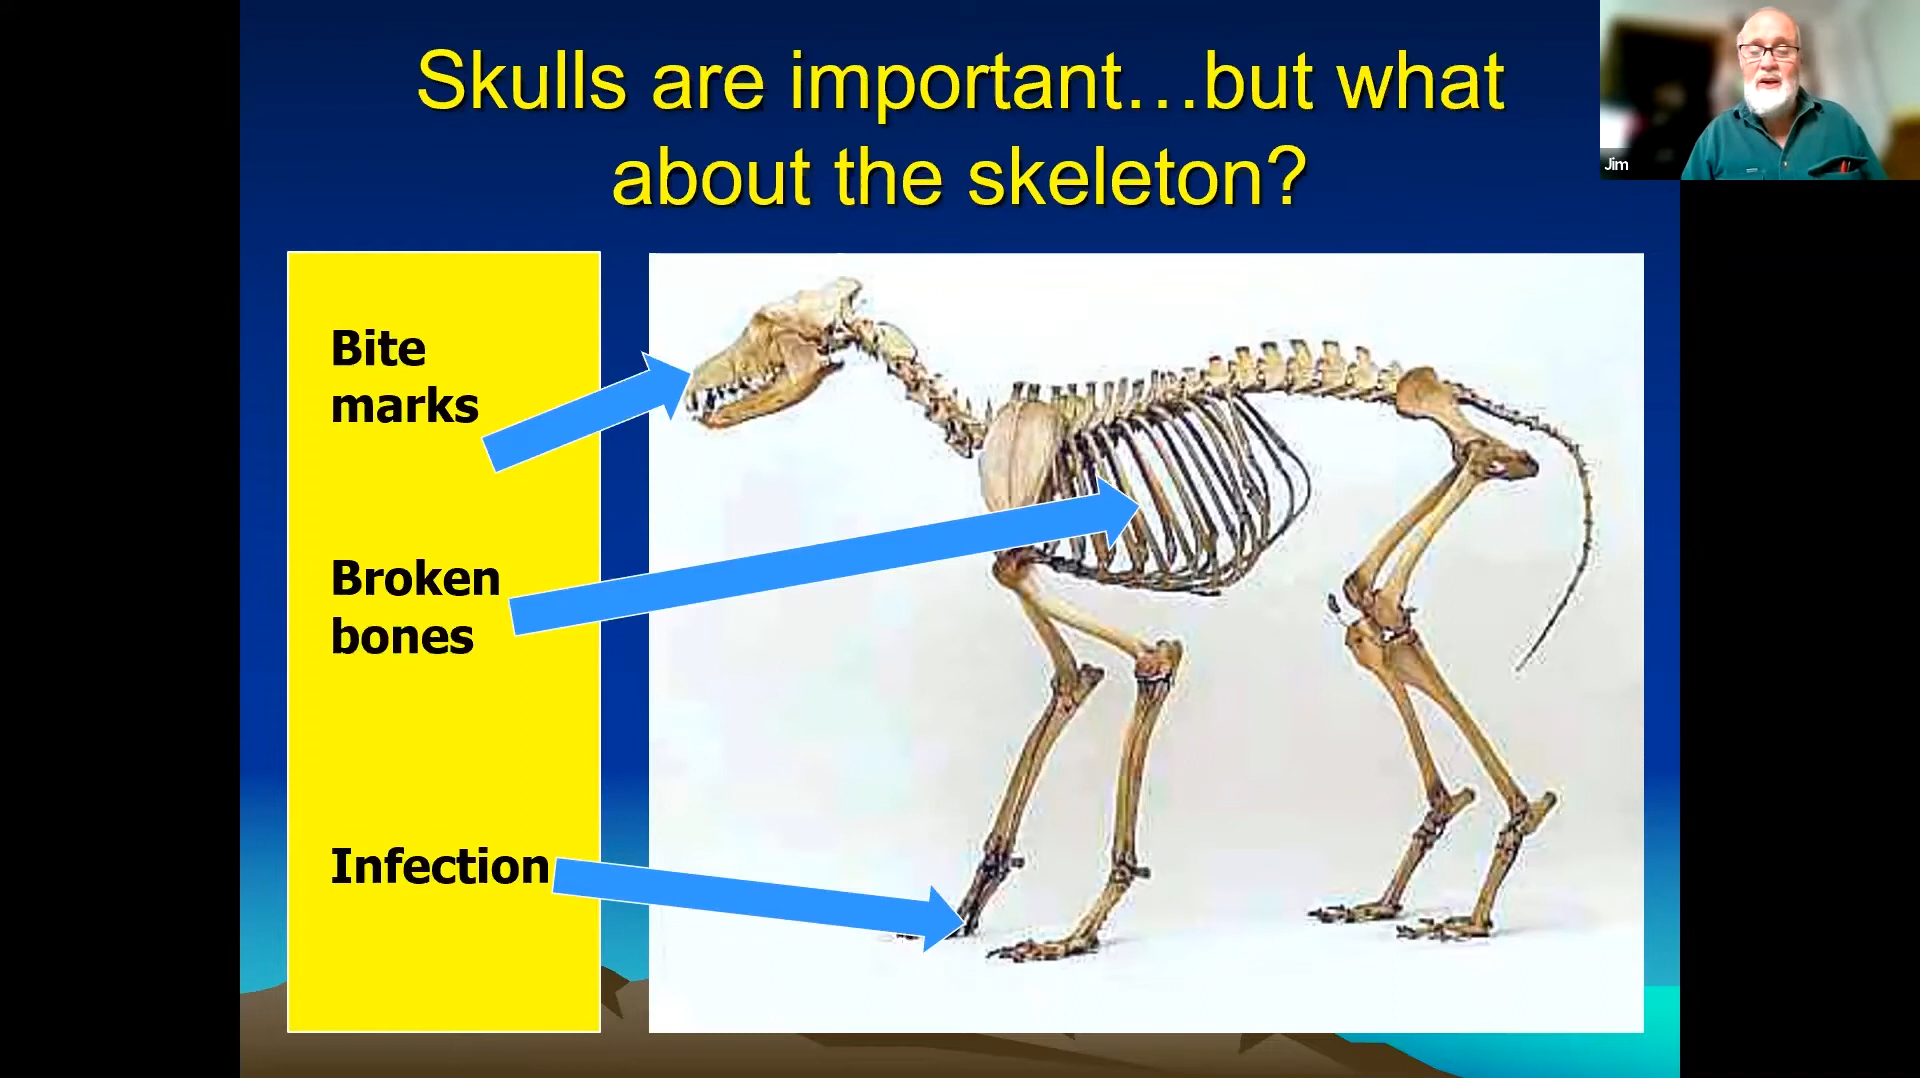 Skulls are important…but what
about the skeleton?
Jim
Bite
marks
Broken
bones
Infection